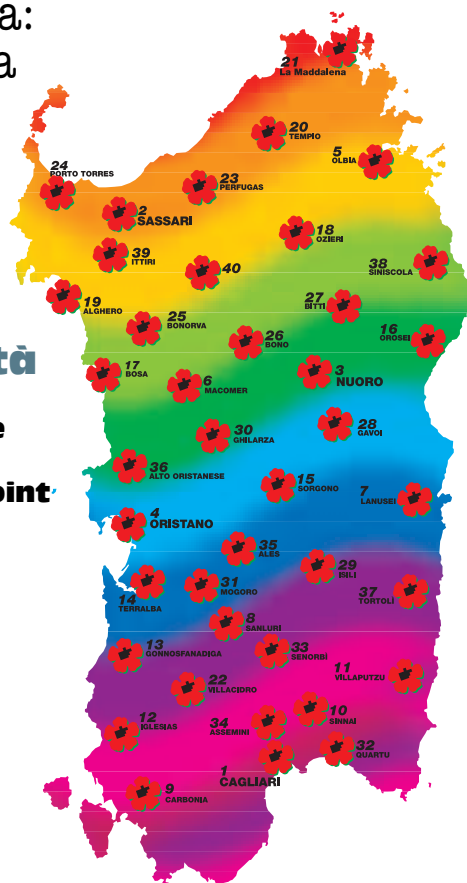 a:
a
21
La Maddalena
20
TEMPIO
5
OLBIA
24
PORTO TORRES
23
PERFUGAS
2
SASSARI
18
OZIERI
39
ITTIRI
40
38
SINISCOLA
19
ALGHERO
27
BITTI
25
BONORVA
16
OROSEI
26
BONO
tà
17
BOSA
6
MACOMER
3
NUORO
e
30
GHILARZA
28
GAVOI
36
ALTO ORISTANESE
15
SORGONO
oint
7
LANUSEI
4
ORISTANO
35
ALES
29
ISILI
14
TERRALBA
31
MOGORO
37
TORTOLÌ
8
SANLURI
13
GONNOSFANADIGA
33
SENORBÌ
11
VILLAPUTZU
22
VILLACIDRO
12
IGLESIAS
34
ASSEMINI
10
SINNAI
32
QUARTU
1
CAGLIARI
9
CARBONIA